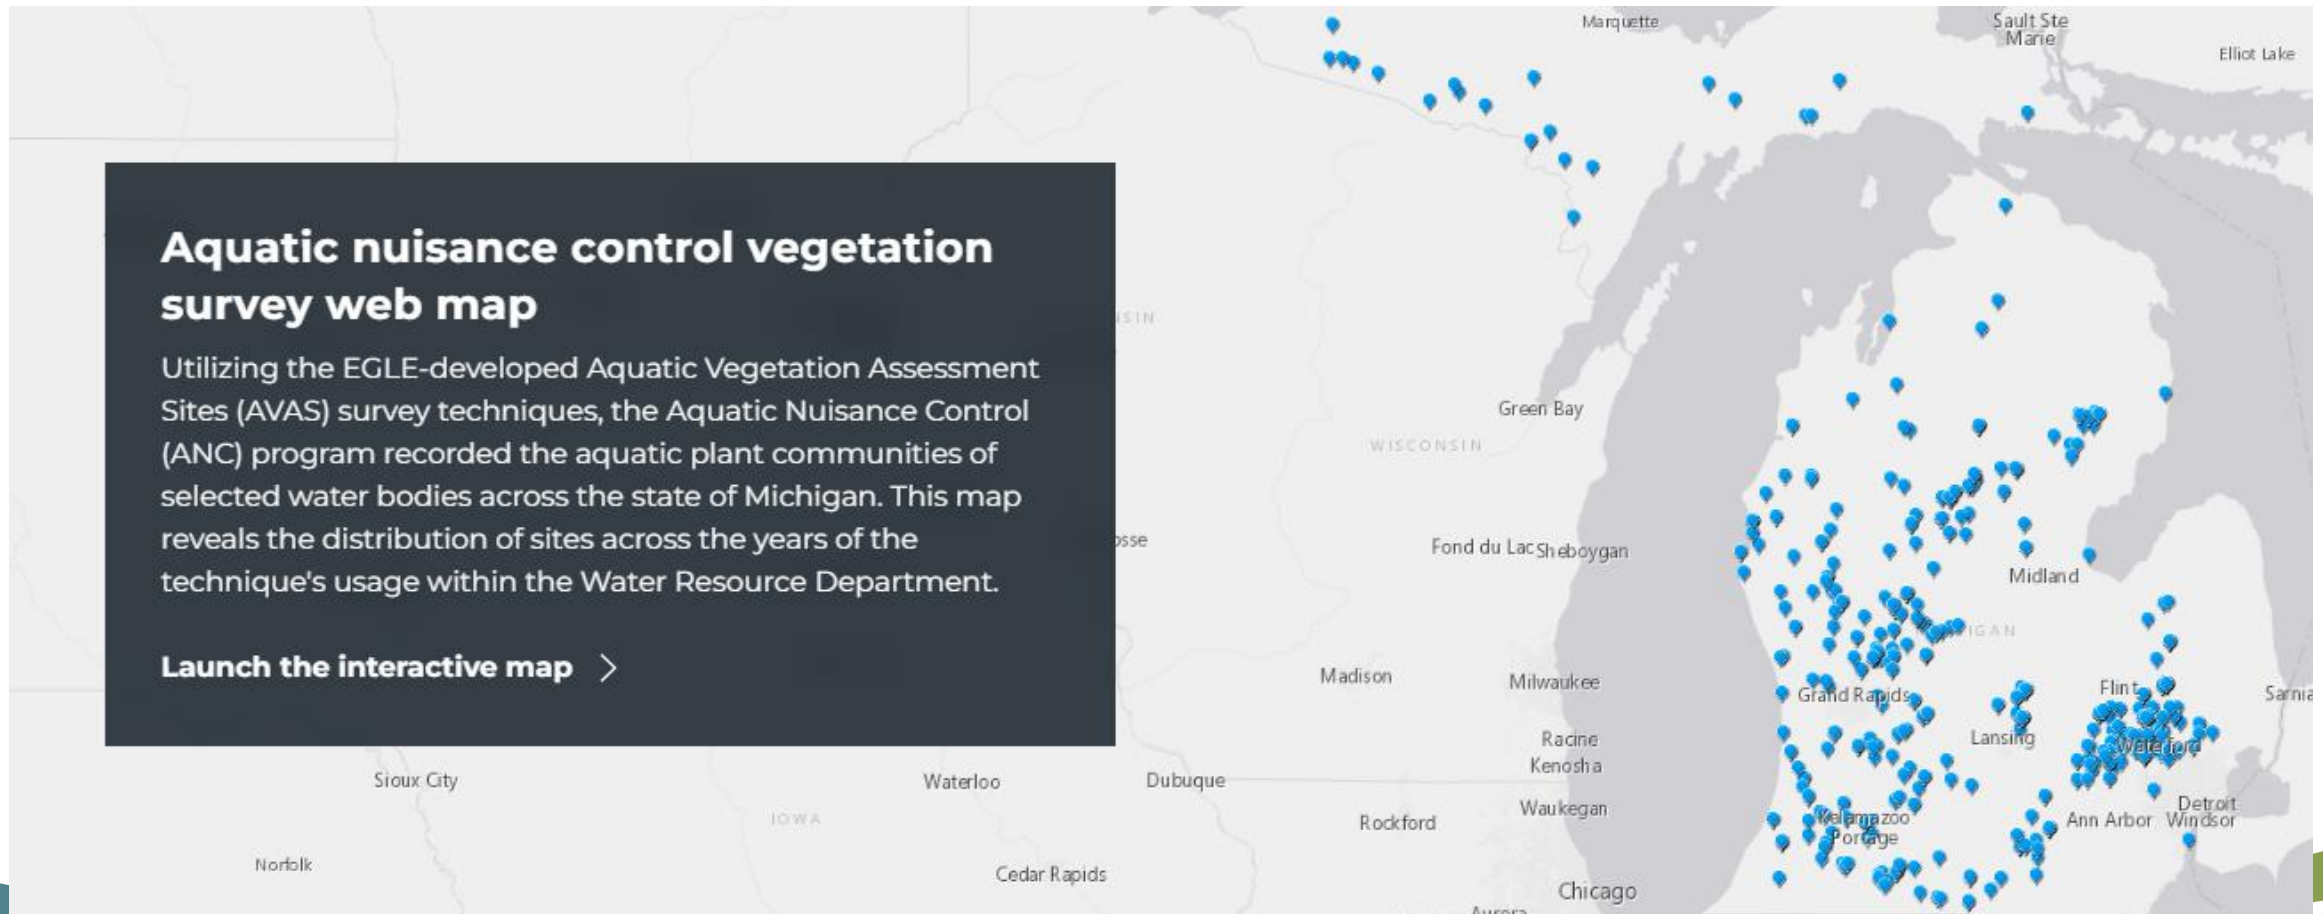 Marquette
Sault Ste
Marie
Elliot Lake
Aquatic nuisance control vegetation
survey web map
Utilizing the EGLE-developed Aquatic Vegetation Assessment
Sites (AVAS) survey techniques, the Aquatic Nuisance Control
(ANC) program recorded the aquatic plant communities of
selected water bodies across the state of Michigan. This map
reveals the distribution of sites across the years of the
technique's usage within the Water Resource Department.
Launch the interactive map
Green Bay
WISCONSIN
Fond du Lac
Sheboygan
Midland
Madison
Milwaukee
Grand Rapids
Flint
Sarnia
Racine
Lansing
Waterford
Kenosha
Sioux City
Waterloo
Dubuque
Waukegan
IOWA
Rockford
Kalamazoo
Portage
Ann Arbor
Detroit
Windsor
Norfolk
Cedar Rapids
Chicago
Aurora